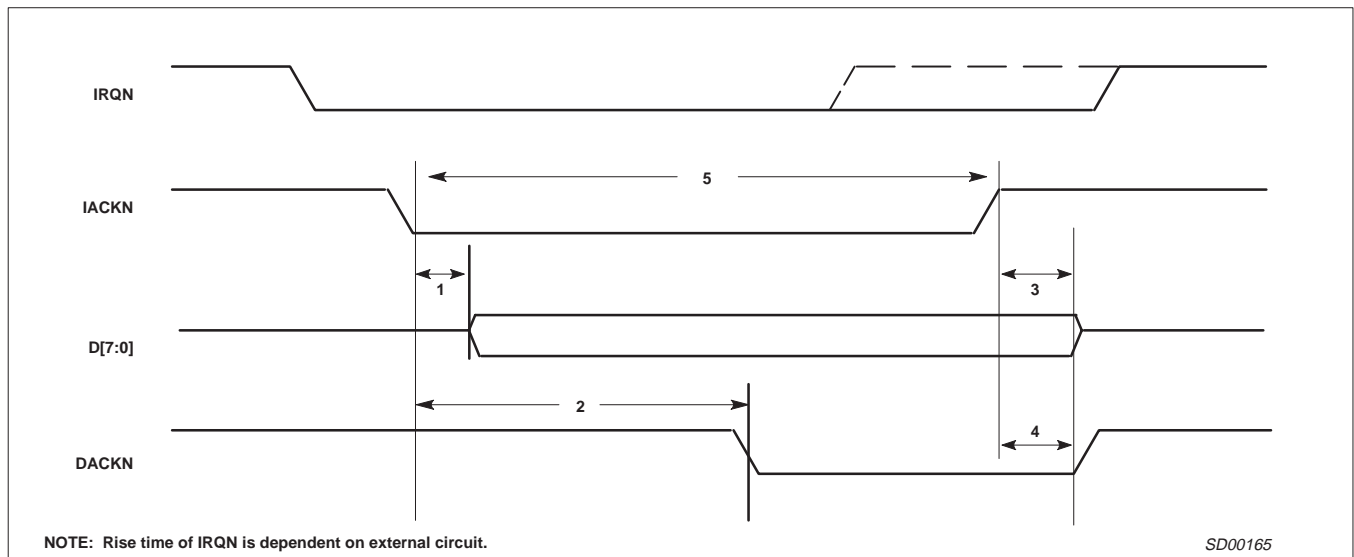 IRQN
5
IACKN
1
3
D[7:0]
2
4
DACKN
NOTE: Rise time of IRQN is dependent on external circuit.
SD00165